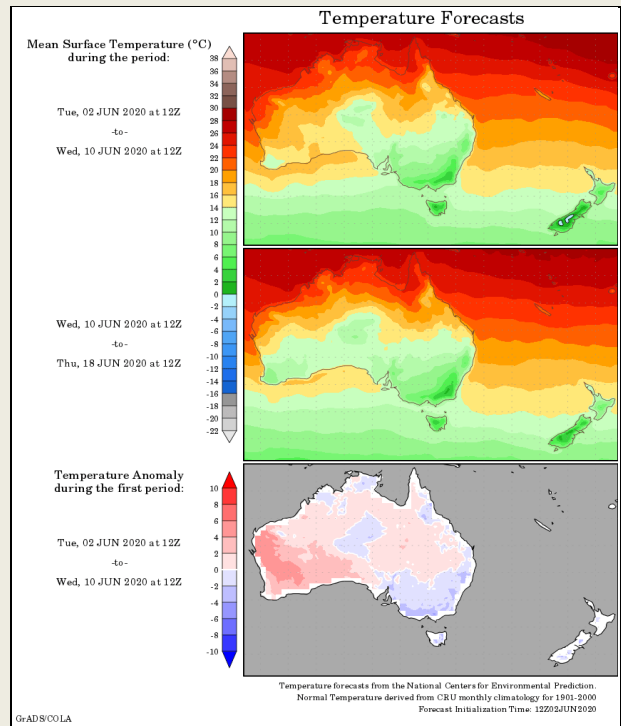 Temperature Forecasts
Mean Surface Temperature (°C)
during the period:
Tue, 02 JUN 2020 at 12Z
-to-
Wed, 10 JUN 2020 at 12Z
38
36
34
32
30
28
26
24
22
20
18
16
14
12
10
8
6
4
2
0
-2
-4
-6
-8
-10
-12
-14
-16
-18
-20
-22
Wed, 10 JUN 2020 at 12Z
-to-
Thu, 18 JUN 2020 at 12Z
Temperature Anomaly
during the first period:
Tue, 02 JUN 2020 at 12Z
-to-
Wed, 10 JUN 2020 at 12Z
10
8
6
4
2
0
-2
-4
-6
-8
-10
Temperature forecasts from the National Centers for Environmental Prediction.
Normal Temperature derived from CRU monthly climatology for 1901-2000
Forecast Initialization Time: 12Z02JUN2020
GrADS/COLA